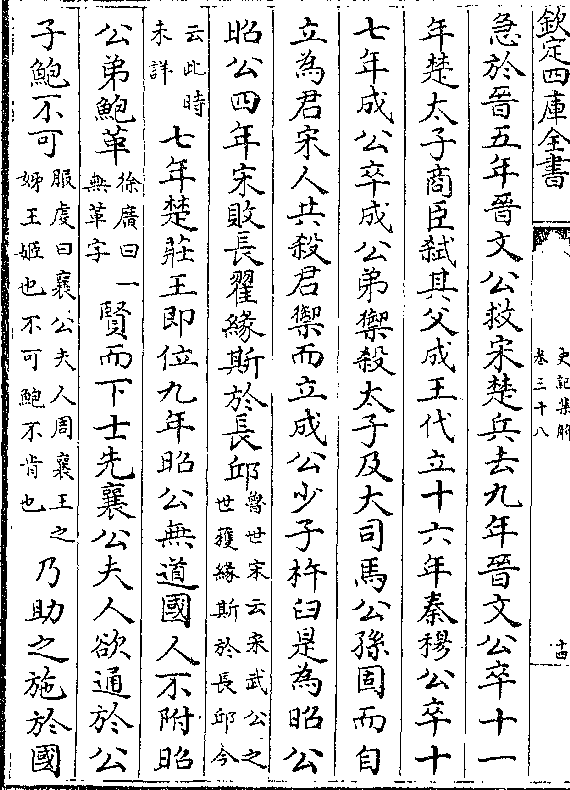 欽定四庫全書
史記集解
卷三十八
十四
急於晉五年晉文公救宋楚兵去九年晉文公卒十一
年楚太子商臣弑其父成王代立十六年秦穆公卒十
七年成公卒成公弟禦殺太子及大司馬公孫固而自
立為君宋人共殺君禦而立成公少子杵臼是為昭公
昭公四年宋敗長翟緣斯於長邱魯世家云宋武公之
世獲緣斯於長邱今
云此時
未詳七年楚莊王即位九年昭公無道國人不附昭
公弟鮑革徐廣曰
無革字一賢而下士先襄公夫人欲通於公
子鮑不可服虔曰襄公夫人周襄王之
姊王姬也不可鮑不肯也乃助之施於國